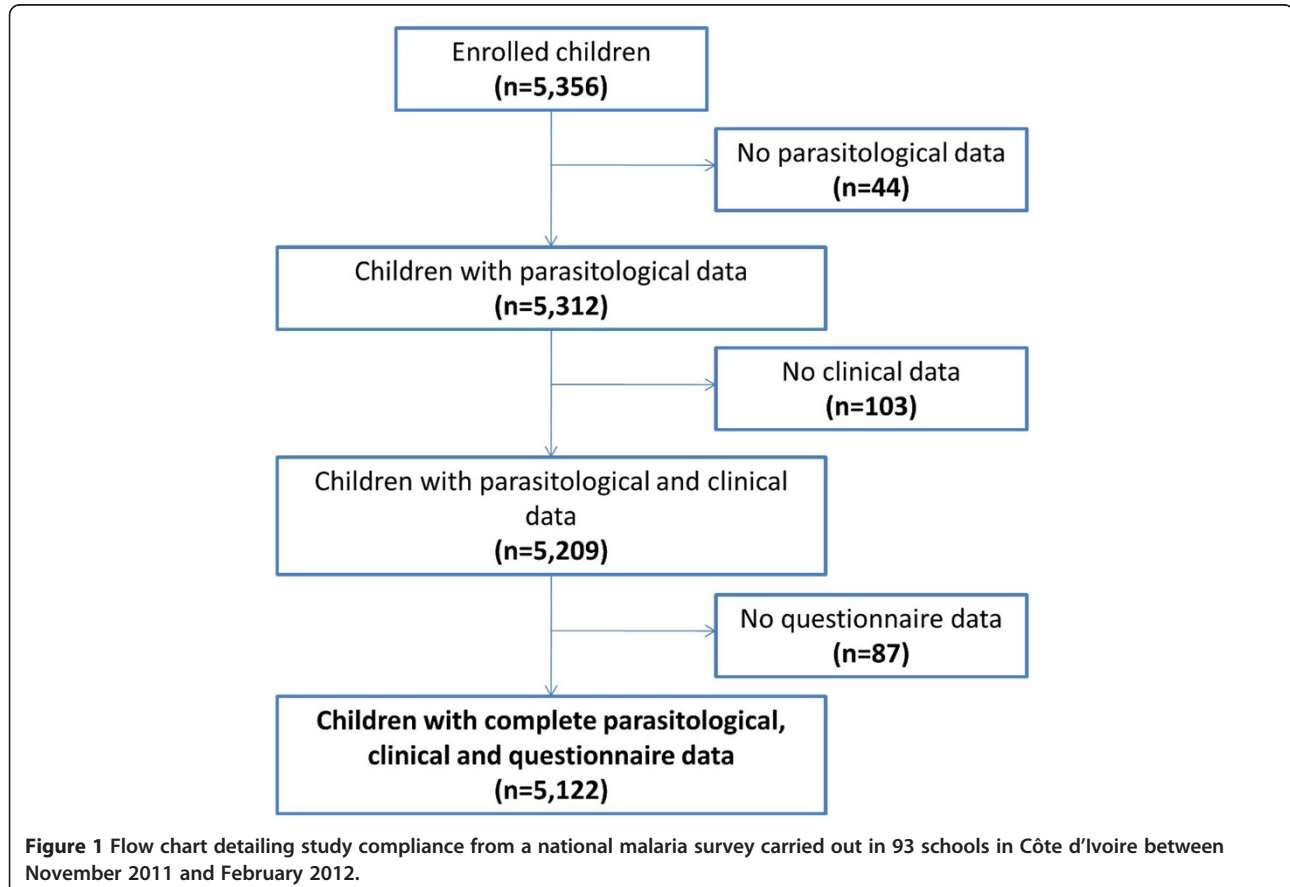 Enrolled children
(n=5,356)
No parasitological data
(n=44)
Children with parasitological data
(n=5,312)
No clinical data
(n=103)
Children with parasitological and clinical
data
(n=5,209)
No questionnaire data
(n=87)
Children with complete parasitological,
clinical and questionnaire data
(n=5,122)
Figure 1 Flow chart detailing study compliance from a national malaria survey carried out in 93 schools in Côte d’Ivoire between
November 2011 and February 2012.